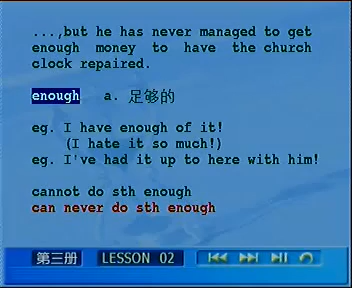 ...,but he has never managed to get
enough money to have the church
clock repaired.
enough a. 足够的
eg. I have enough of it!
(I hate it so much!)
eg. I've had it up to here with him!
cannot do sth enough
can never do sth enough
第三册 LESSON 02